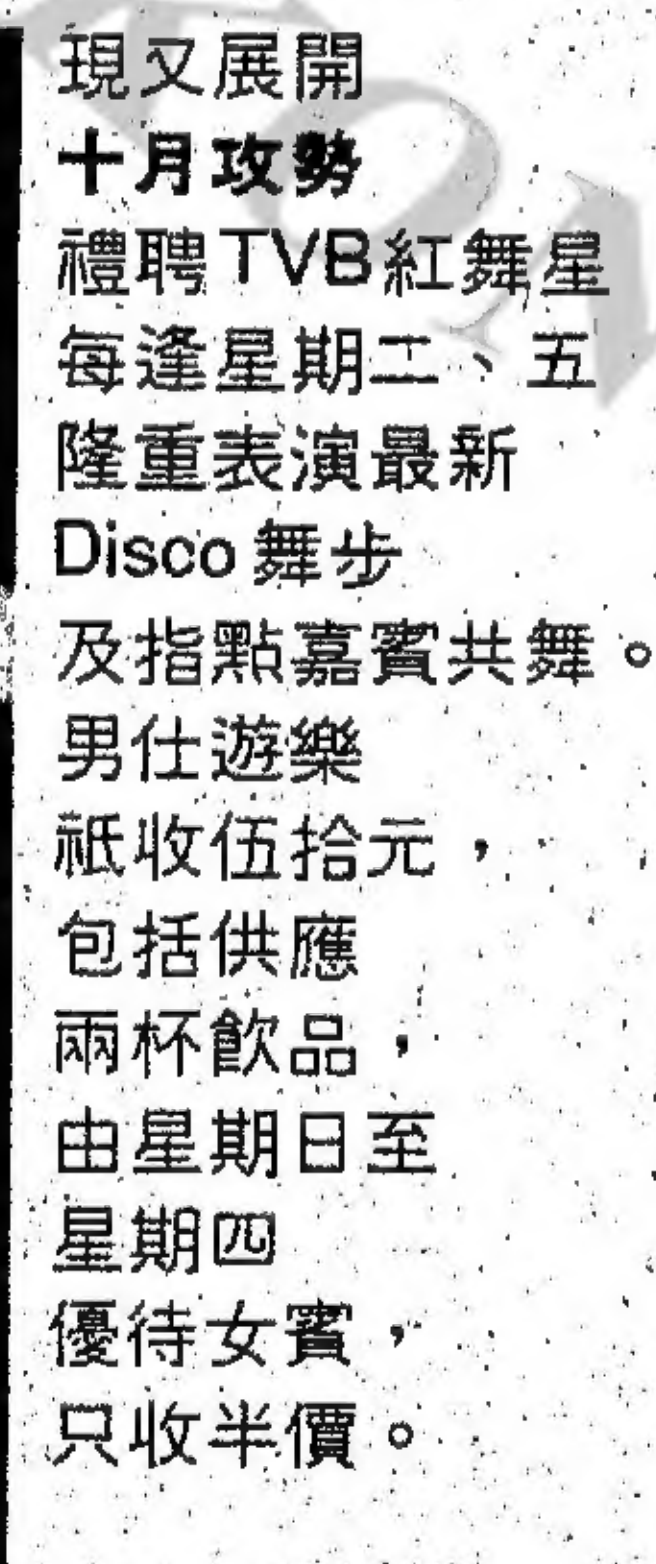 現又展開
十月攻勢
禮聘TVB紅舞星
每逢星期二、五
隆重表演最新
Disco 舞步
及指點嘉賓共舞。
男仕遊樂
祇收伍拾元，
包括供應
兩杯飲品，
由星期日至
星期四
優待女賓，
只收半價。